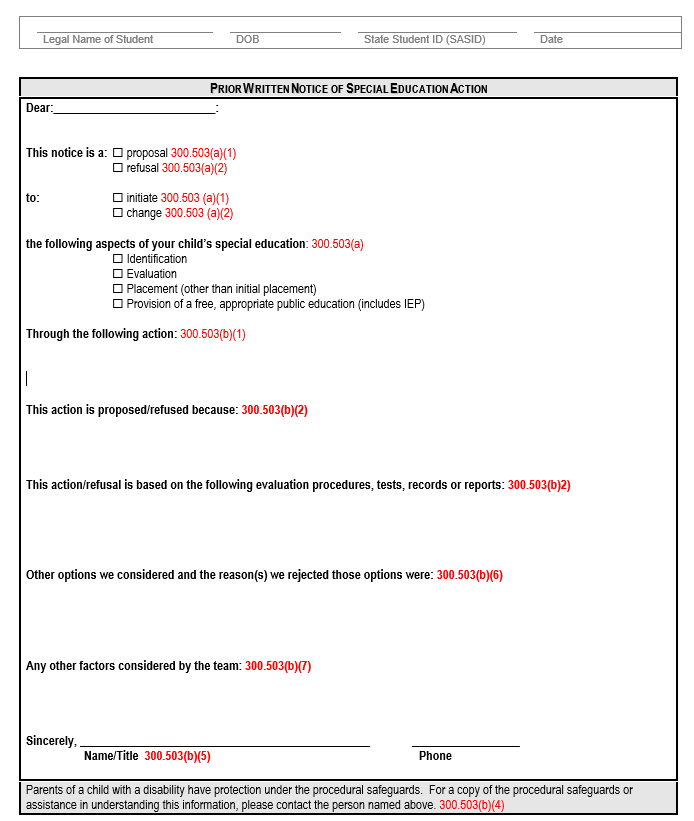 Legal Name of Student DOB State Student ID (SASID) Date
PRIOR WRITTEN NOTICE OF SPECIAL EDUCATION ACTION
Dear:_________________________:
This notice is a: ☐ proposal 300.503(a)(1)
☐ refusal 300.503(a)(2)
to: ☐ initiate 300.503 (a)(1)
☐ change 300.503 (a)(2)
the following aspects of your child's special education: 300.503(a)
☐ Identification
☐ Evaluation
☐ Placement (other than initial placement)
☐ Provision of a free, appropriate public education (includes IEP)
Through the following action: 300.503(b)(1)
This action is proposed/refused because: 300.503(b)(2)
This action/refusal is based on the following evaluation procedures, tests, records or reports: 300.503(b)2)
Other options we considered and the reason(s) we rejected those options were: 300.503(b)(6)
Any other factors considered by the team: 300.503(b)(7)
Sincerely, ____________________________________________ ________________
Name/Title 300.503(b)(5) Phone
Parents of a child with a disability have protection under the procedural safeguards. For a copy of the procedural safeguards or
assistance in understanding this information, please contact the person named above. 300.503(b)(4)